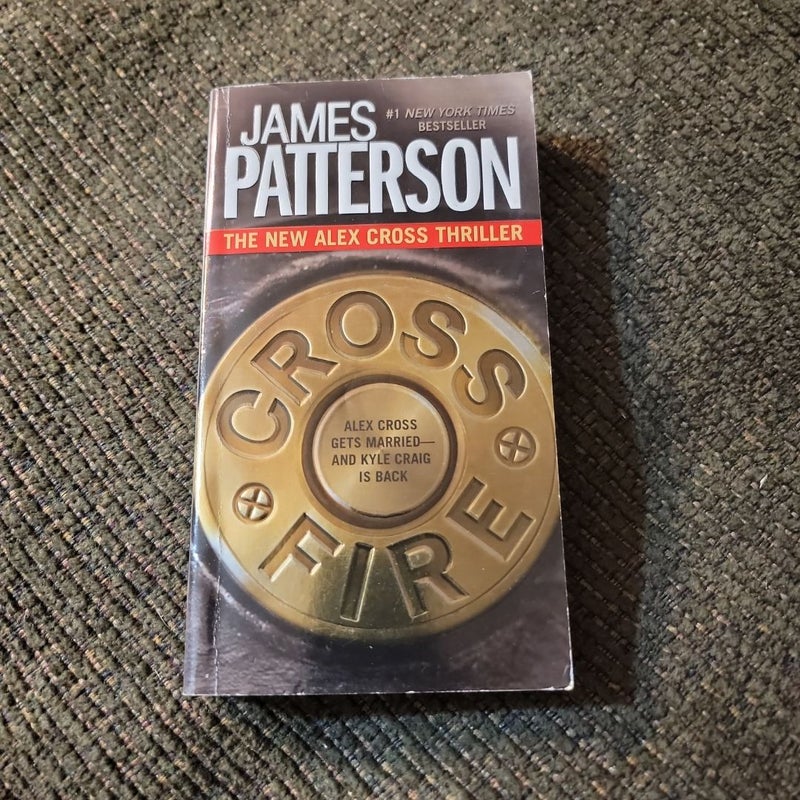 JAMES
PATTERSON
#1 NEW YORK TIMES
BESTSELLER
THE NEW ALEX CROSS THRILLER
CROSS
FIRE
ALEX CROSS
GETS MARRIED—
AND KYLE CRAIG
IS BACK